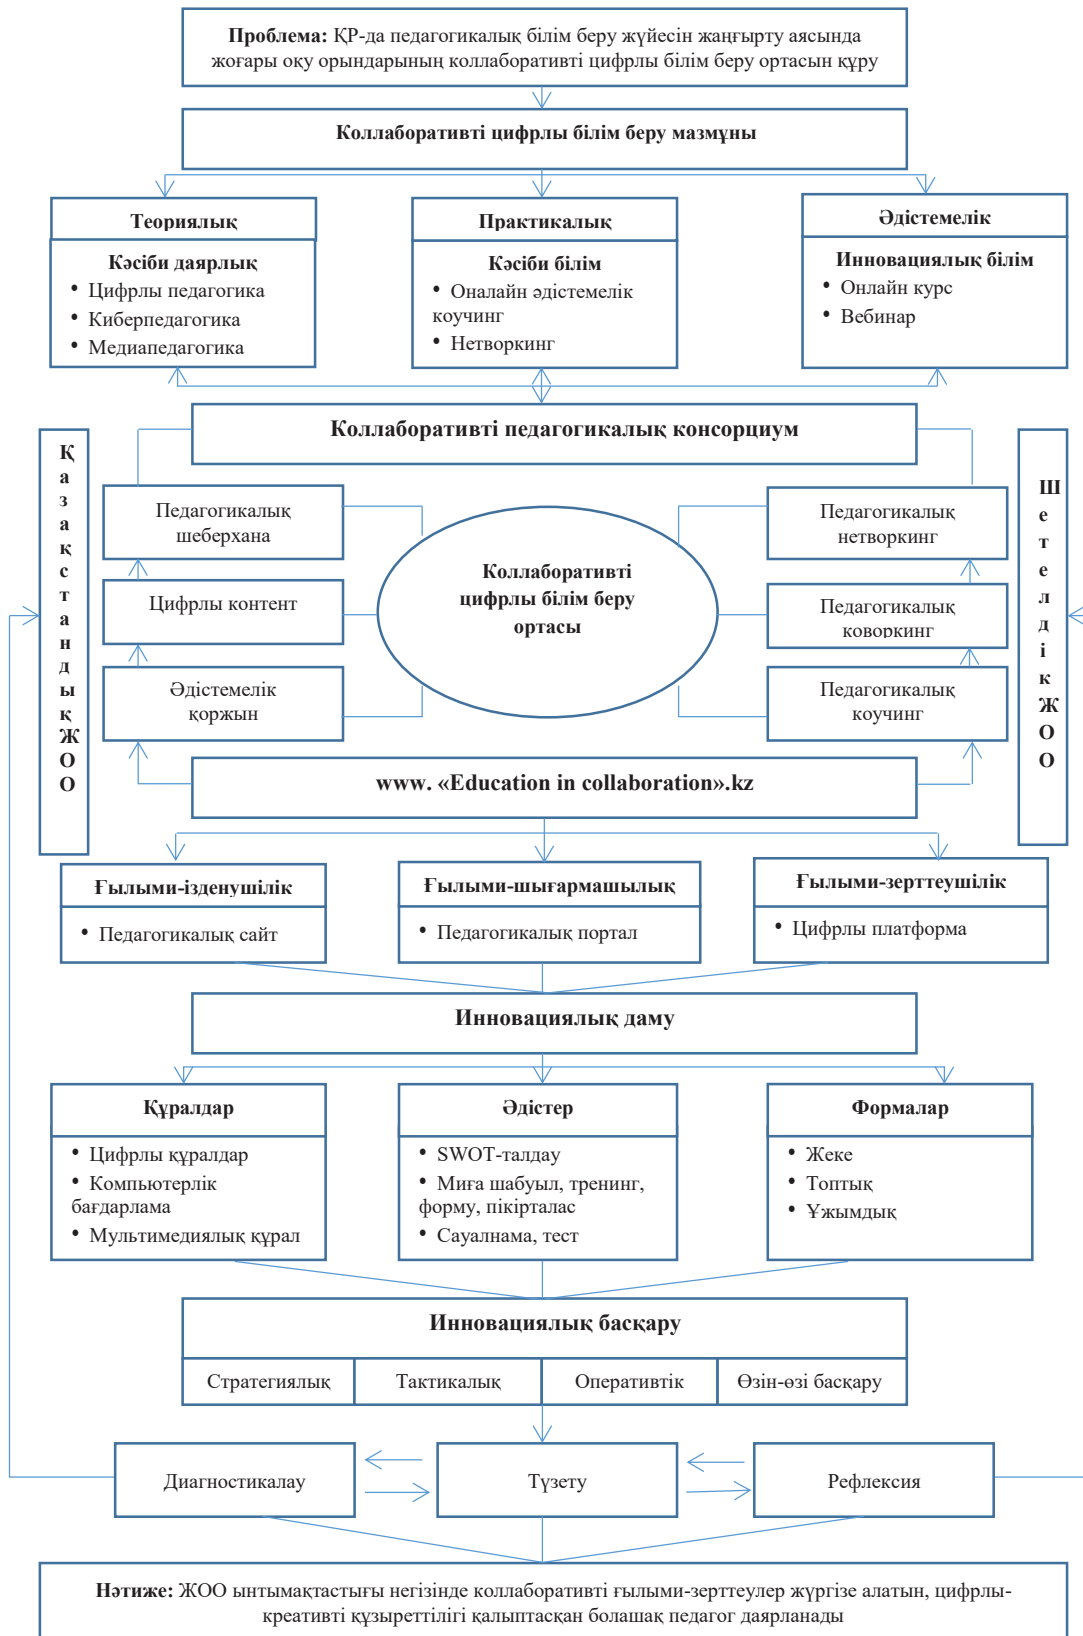 Проблема: ҚР-да педагогикалық білім беру жүйесін жаңғырту аясында
жоғары оқу орындарының коллаборативті цифрлы білім беру ортасын құру
Коллаборативті цифрлы білім беру мазмұны
Теориялық
Кәсіби даярлық
• Цифрлы педагогика
• Киберпедагогика
• Медиапедагогика
Практикалық
Кәсіби білім
• Оналайн әдістемелік
коучинг
• Нетворкинг
Әдістемелік
Инновациялық білім
• Онлайн курс
• Вебинар
Коллаборативті педагогикалық консорциум
Қазақстандық ЖОО
Педагогикалық
шеберхана
Цифрлы контент
Әдістемелік
қоржын
Коллаборативті
цифрлы білім беру
ортасы
Педагогикалық
нетворкинг
Педагогикалық
коворкинг
Педагогикалық
коучинг
Шетелдік ЖОО
www. «Education in collaboration».kz
Ғылыми-ізденушілік
• Педагогикалық сайт
Ғылыми-шығармашылық
• Педагогикалық портал
Ғылыми-зерттеушілік
• Цифрлы платформа
Инновациялық даму
Құралдар
• Цифрлы құралдар
• Компьютерлік
бағдарлама
• Мультимедиялық құрал
Әдістер
• SWOT-талдау
• Миға шабуыл, тренинг,
форму, пікірталас
• Сауалнама, тест
Формалар
• Жеке
• Топтық
• Ұжымдық
Инновациялық басқару
Стратегиялық
Тактикалық
Оперативтік
Өзін-өзі басқару
Диагностикалау
Түзету
Рефлексия
Нәтиже: ЖОО ынтымақтастығы негізінде коллаборативті ғылыми-зерттеулер жүргізе алатын, цифрлы-
креативті құзыреттілігі қалыптасқан болашақ педагог даярланады